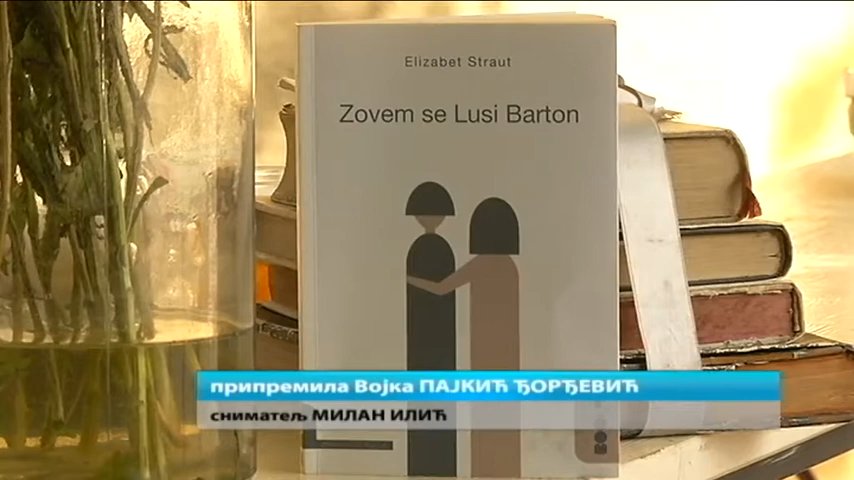 Elizabet Straut
Zovem se Lusi Barton
припремила Војка ПАЈКИЋ ЂОРЂЕВИЋ
сниматељ МИЛАН ИЛИЋ